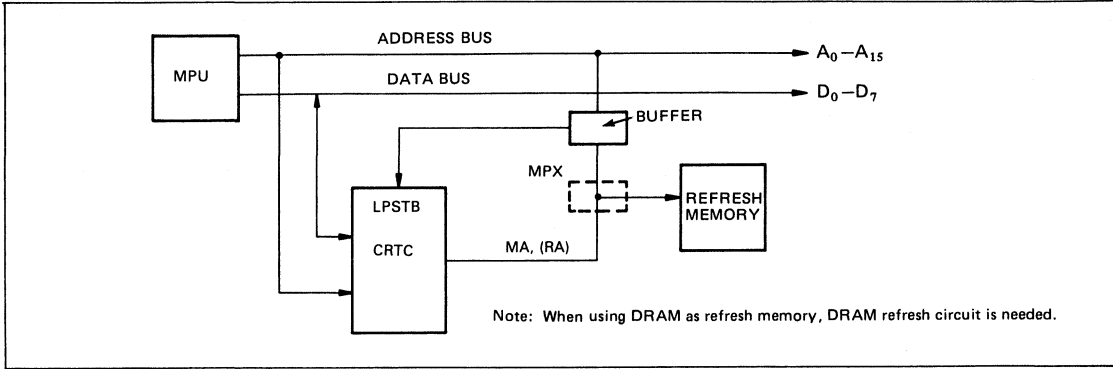 ADDRESS BUS
A₀–A₁₅
MPU
DATA BUS
D₀–D₇
BUFFER
MPX
LPSTB
REFRESH
MEMORY
CRTC
MA, (RA)
Note: When using DRAM as refresh memory, DRAM refresh circuit is needed.